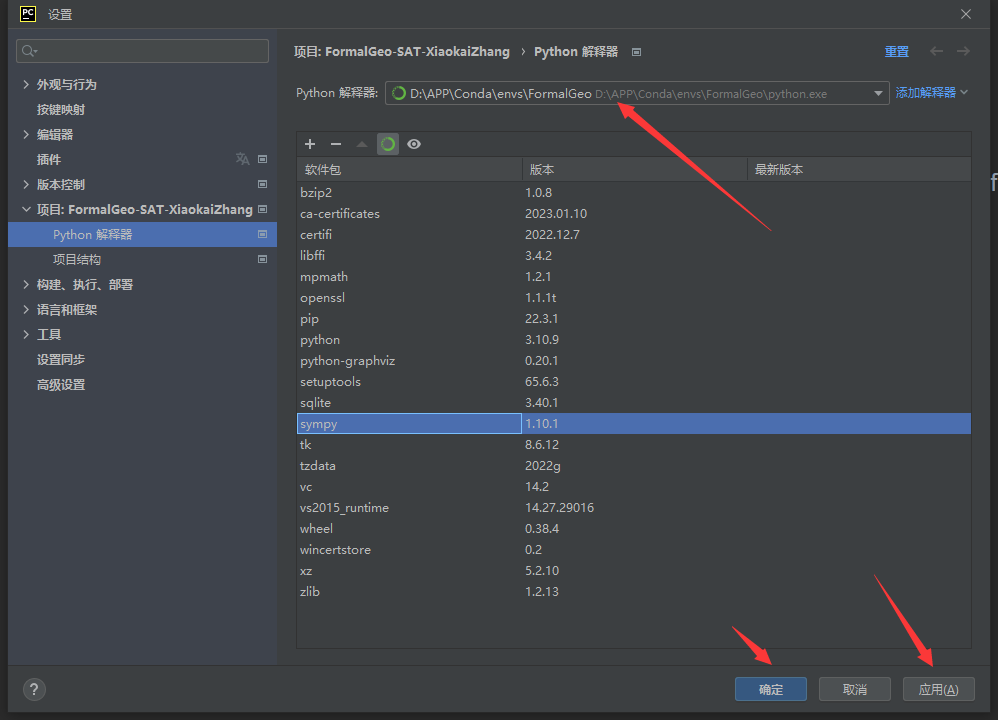 PC 设置
项目: FormalGeo-SAT-XiaokaiZhang › Python 解释器 重置
Python 解释器: D:\APP\Conda\envs\FormalGeo D:\APP\Conda\envs\FormalGeo\python.exe 添加解释器
外观与行为
按键映射
编辑器
插件
版本控制
项目: FormalGeo-SAT-XiaokaiZhang
Python 解释器
项目结构
构建、执行、部署
语言和框架
工具
设置同步
高级设置
软件包 版本 最新版本
bzip2 1.0.8
ca-certificates 2023.01.10
certifi 2022.12.7
libffi 3.4.2
mpmath 1.2.1
openssl 1.1.1t
pip 22.3.1
python 3.10.9
python-graphviz 0.20.1
setuptools 65.6.3
sqlite 3.40.1
sympy 1.10.1
tk 8.6.12
tzdata 2022g
vc 14.2
vs2015_runtime 14.27.29016
wheel 0.38.4
wincertstore 0.2
xz 5.2.10
zlib 1.2.13
f
? 确定 取消 应用(A)